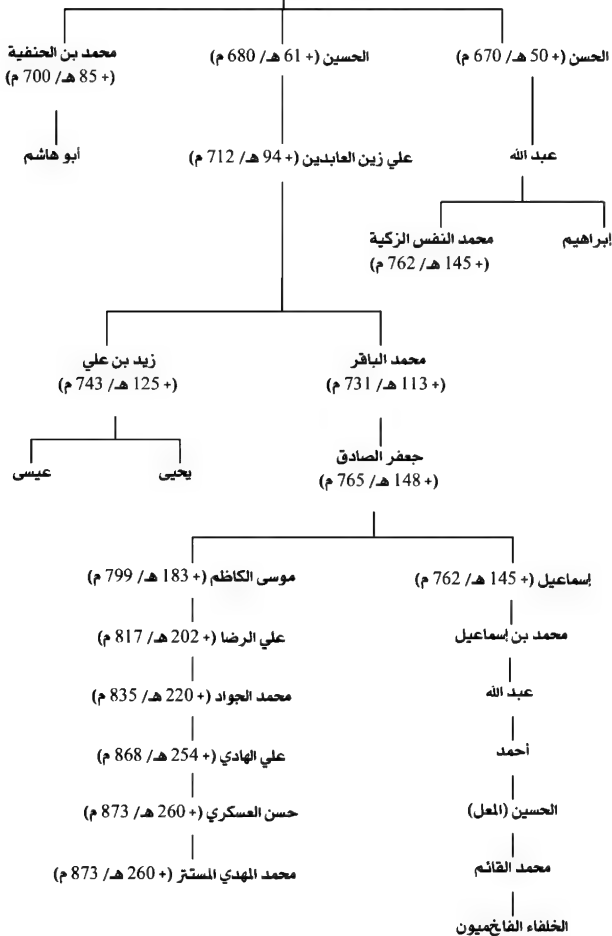 الحسن (+ 50 هـ/ 670 م)
الحسين (+ 61 هـ/ 680 م)
محمد بن الحنفية
(+ 85 هـ/ 700 م)
عبد الله
علي زين العابدين (+ 94 هـ/ 712 م)
أبو هاشم
إبراهيم
محمد النفس الزكية
(+ 145 هـ/ 762 م)
محمد الباقر
(+ 113 هـ/ 731 م)
زيد بن علي
(+ 125 هـ/ 743 م)
جعفر الصادق
(+ 148 هـ/ 765 م)
يحيى
عيسى
إسماعيل (+ 145 هـ/ 762 م)
موسى الكاظم (+ 183 هـ/ 799 م)
محمد بن إسماعيل
علي الرضا (+ 202 هـ/ 817 م)
عبد الله
محمد الجواد (+ 220 هـ/ 835 م)
أحمد
علي الهادي (+ 254 هـ/ 868 م)
الحسين (المعل)
حسن العسكري (+ 260 هـ/ 873 م)
محمد القائم
محمد المهدي المستتر (+ 260 هـ/ 873 م)
الخلفاء الفاخميون